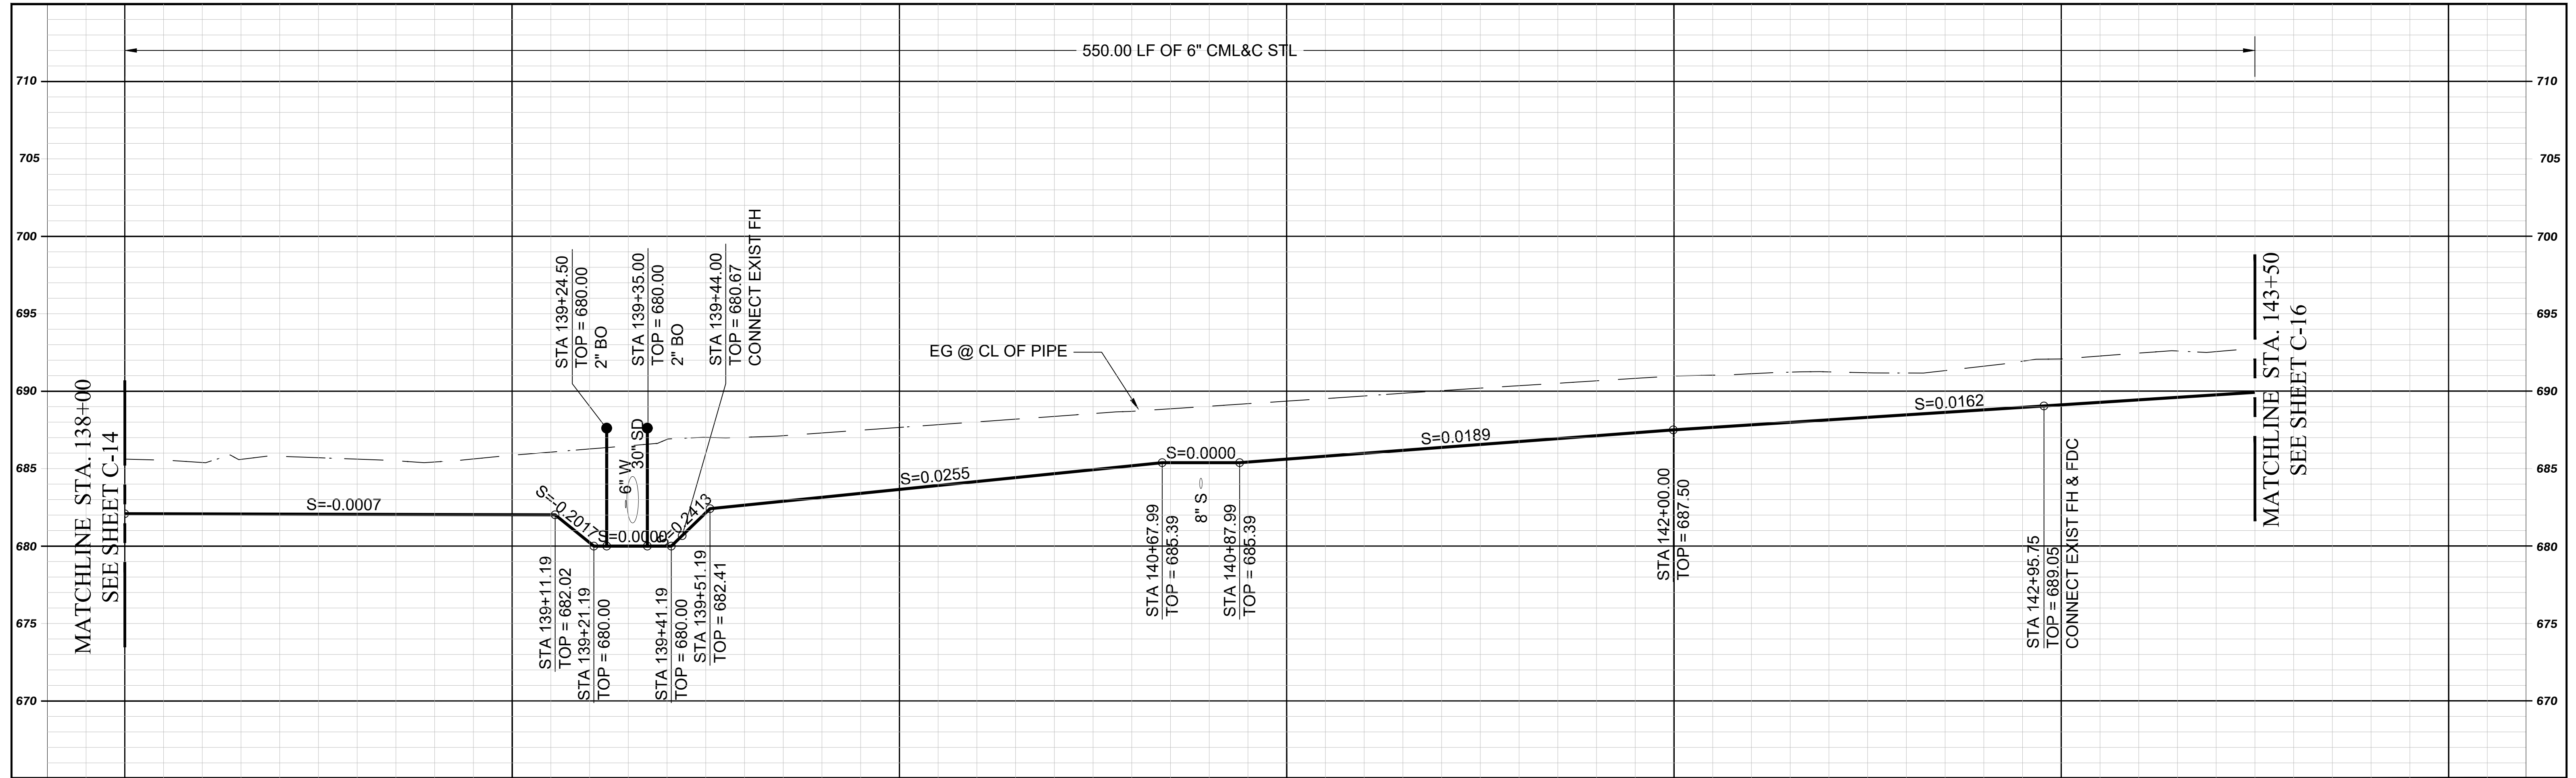 550.00 LF OF 6" CML&C STL
710
710
705
705
700
700
695
695
690
690
685
685
680
680
675
675
670
670
MATCHLINE STA. 138+00
SEE SHEET C-14
S=-0.0007
STA 139+11.19
TOP = 682.02
S=-0.2017
STA 139+21.19
TOP = 680.00
STA 139+24.50
TOP = 680.00
2" BO
6" W
30" SD
S=0.0000
STA 139+35.00
TOP = 680.00
2" BO
STA 139+41.19
TOP = 680.00
STA 139+44.00
TOP = 680.67
CONNECT EXIST FH
S=0.2413
STA 139+51.19
TOP = 682.41
S=0.0255
EG @ CL OF PIPE
STA 140+67.99
TOP = 685.39
S=0.0000
8" S
STA 140+87.99
TOP = 685.39
S=0.0189
STA 142+00.00
TOP = 687.50
S=0.0162
STA 142+95.75
TOP = 689.05
CONNECT EXIST FH & FDC
MATCHLINE STA. 143+50
SEE SHEET C-16